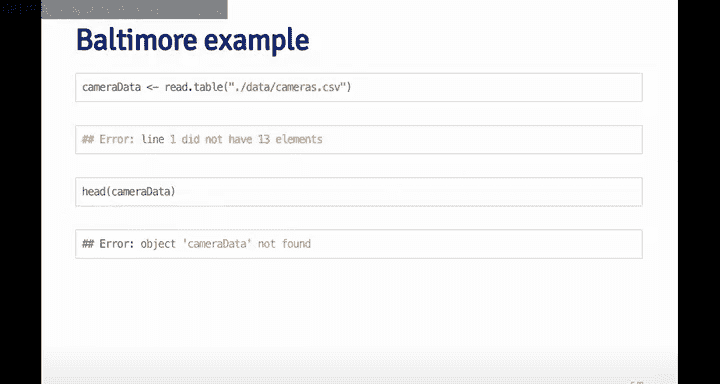 Baltimore example
cameraData <- read.table("./data/cameras.csv")
## Error: line 1 did not have 13 elements
head(cameraData)
## Error: object 'cameraData' not found